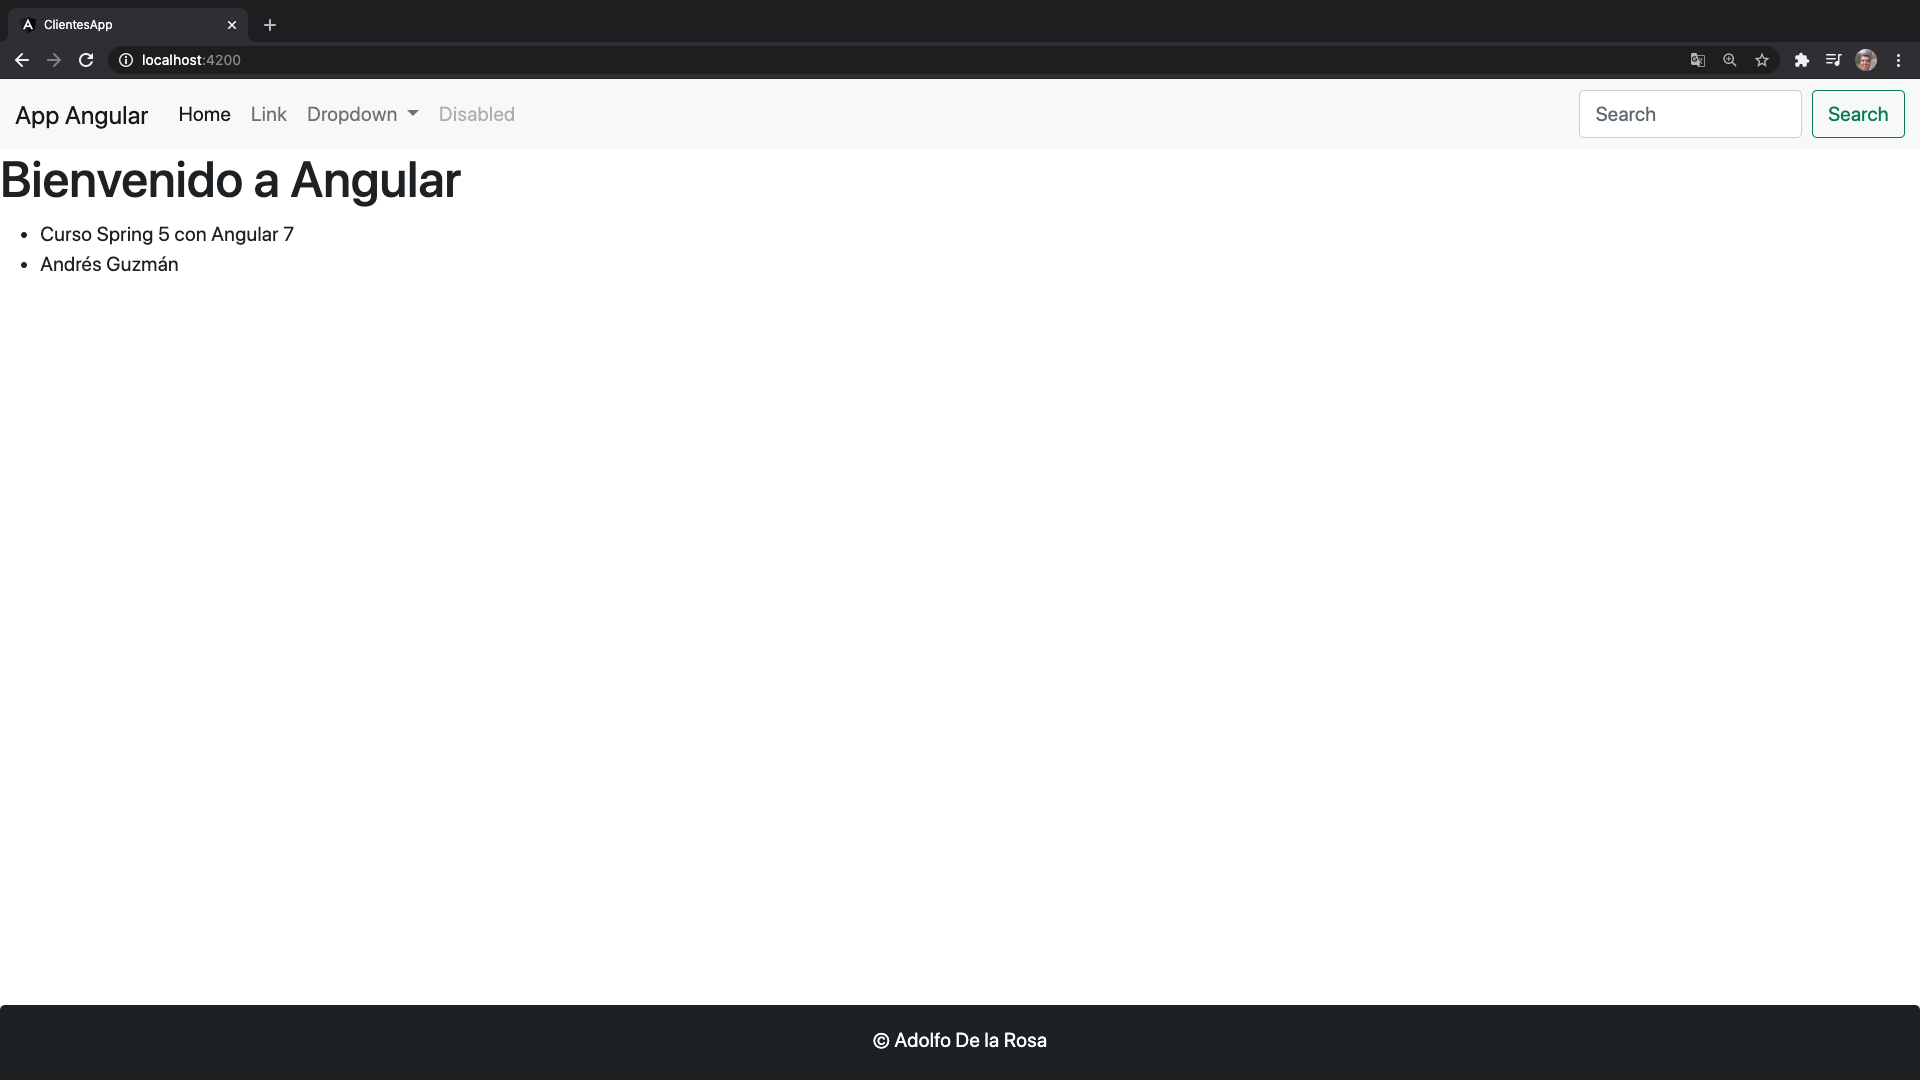 ClientesApp
localhost:4200
App Angular Home Link Dropdown Disabled Search Search
Bienvenido a Angular
• Curso Spring 5 con Angular 7
• Andrés Guzmán
© Adolfo De la Rosa